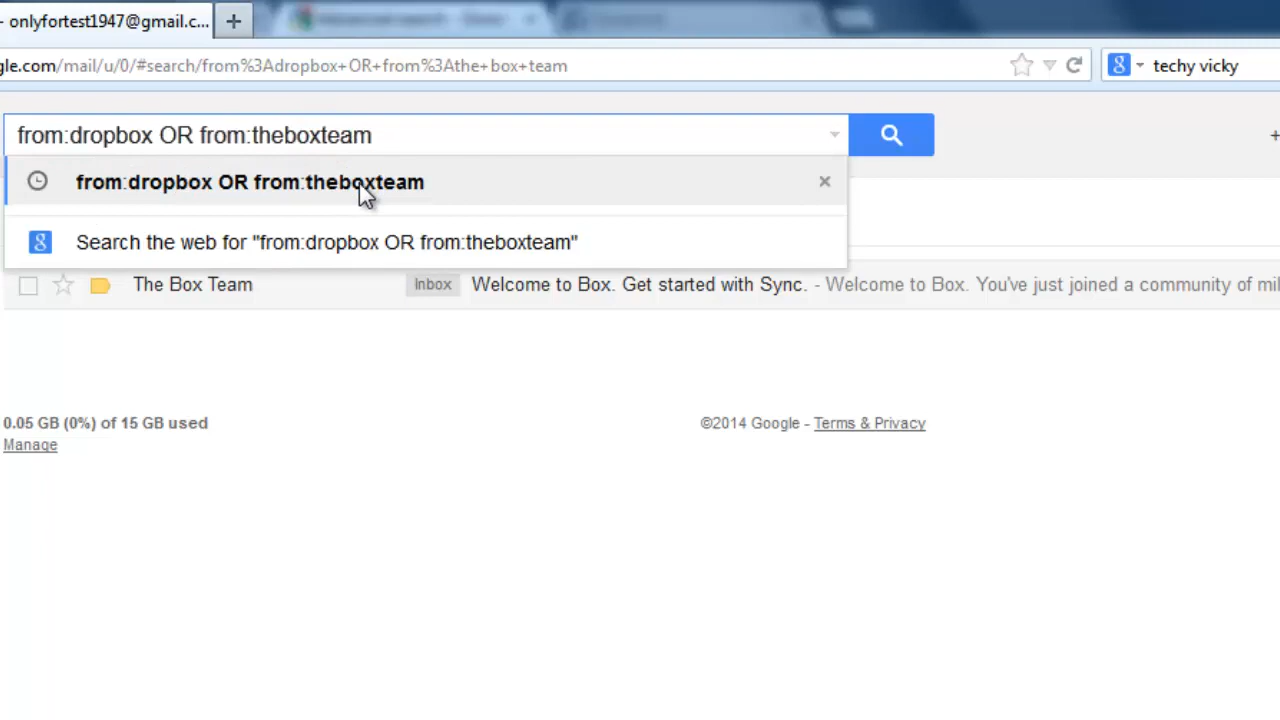 - onlyfortest1947@gmail.c...
gle.com/mail/u/0/#search/from%3Adropbox+OR+from%3Athe+box+team
techy vicky
from:dropbox OR from:theboxteam
from:dropbox OR from:theboxteam
Search the web for "from:dropbox OR from:theboxteam"
The Box Team Inbox Welcome to Box. Get started with Sync. - Welcome to Box. You've just joined a community of mil
0.05 GB (0%) of 15 GB used
©2014 Google - Terms & Privacy
Manage